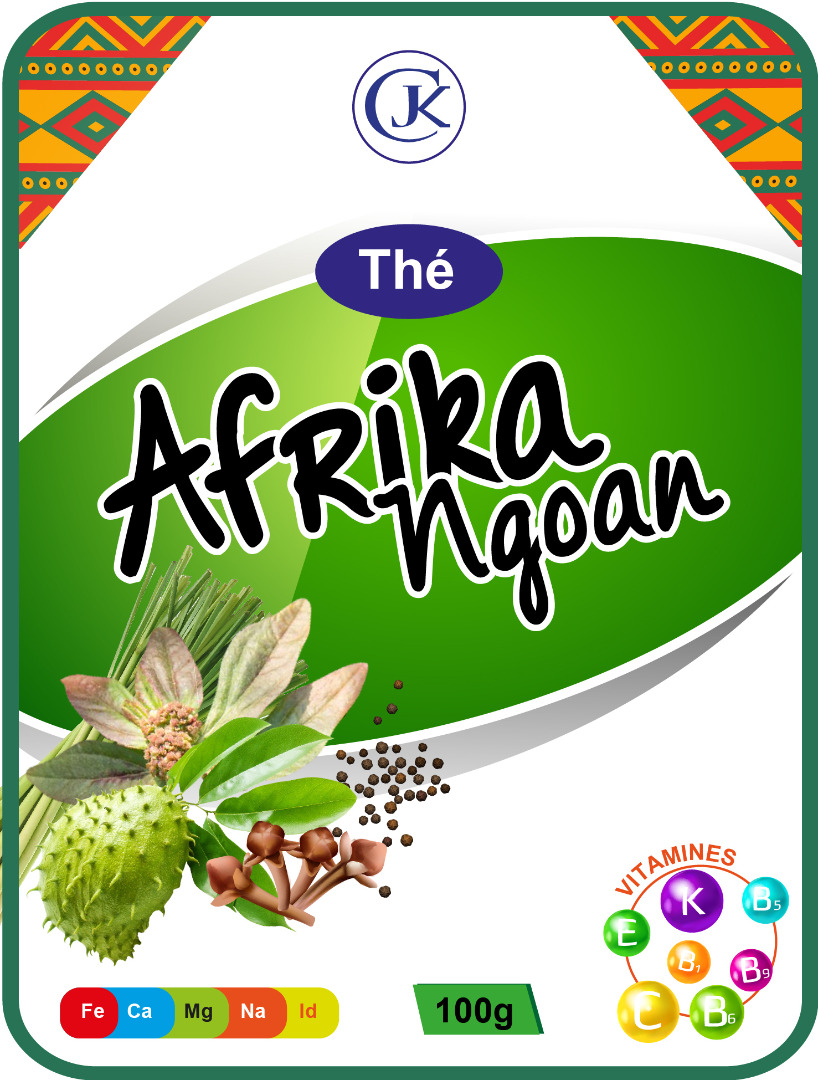 CJK
Thé
Afrika
Ngoan
VITAMINES
K
B5
E
B1
B9
C
B6
Fe Ca Mg Na Id
100g